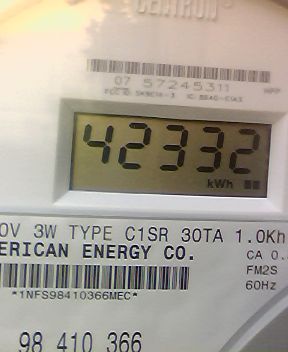 CENTRON
07 57245311
42332
kWh
0V 3W TYPE C1SR 30TA 1.0Kh
ERICAN ENERGY CO.
CA 0.
FM2S
*1NFS98410366MEC*
60Hz
98 410 366